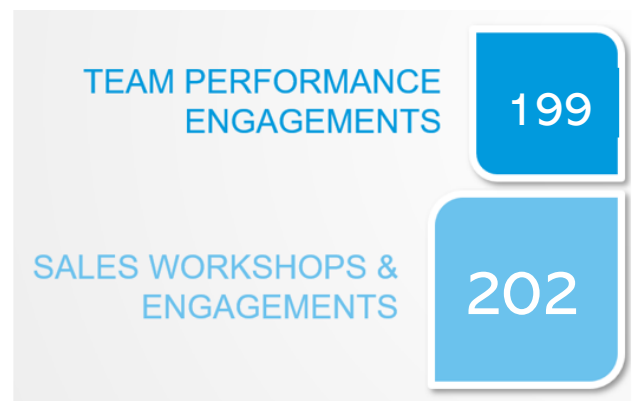 TEAM PERFORMANCE
ENGAGEMENTS
199
SALES WORKSHOPS &
ENGAGEMENTS
202